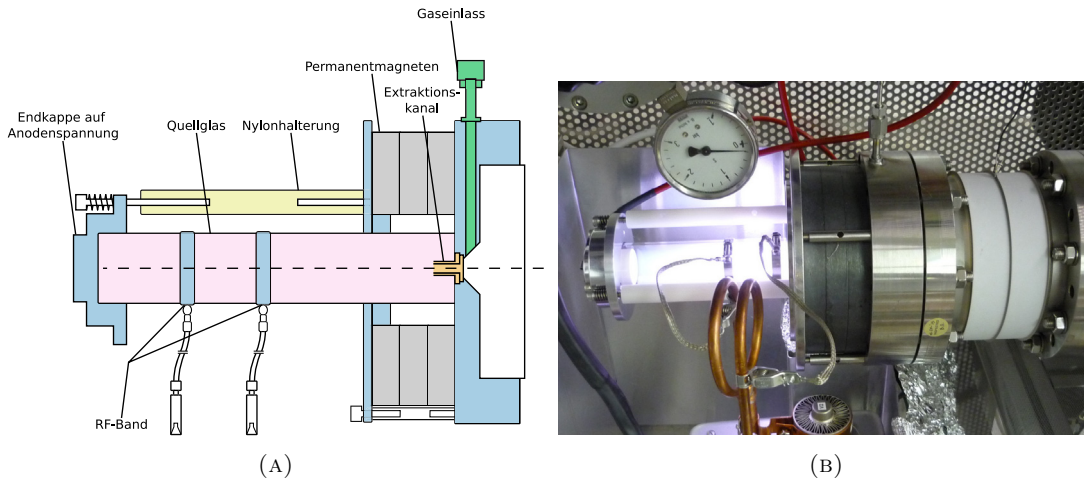 Gaseinlass
Permanentmagneten
Extraktions-
kanal
Endkappe auf
Anodenspannung
Quellglas
Nylonhalterung
RF-Band
(A)
(B)